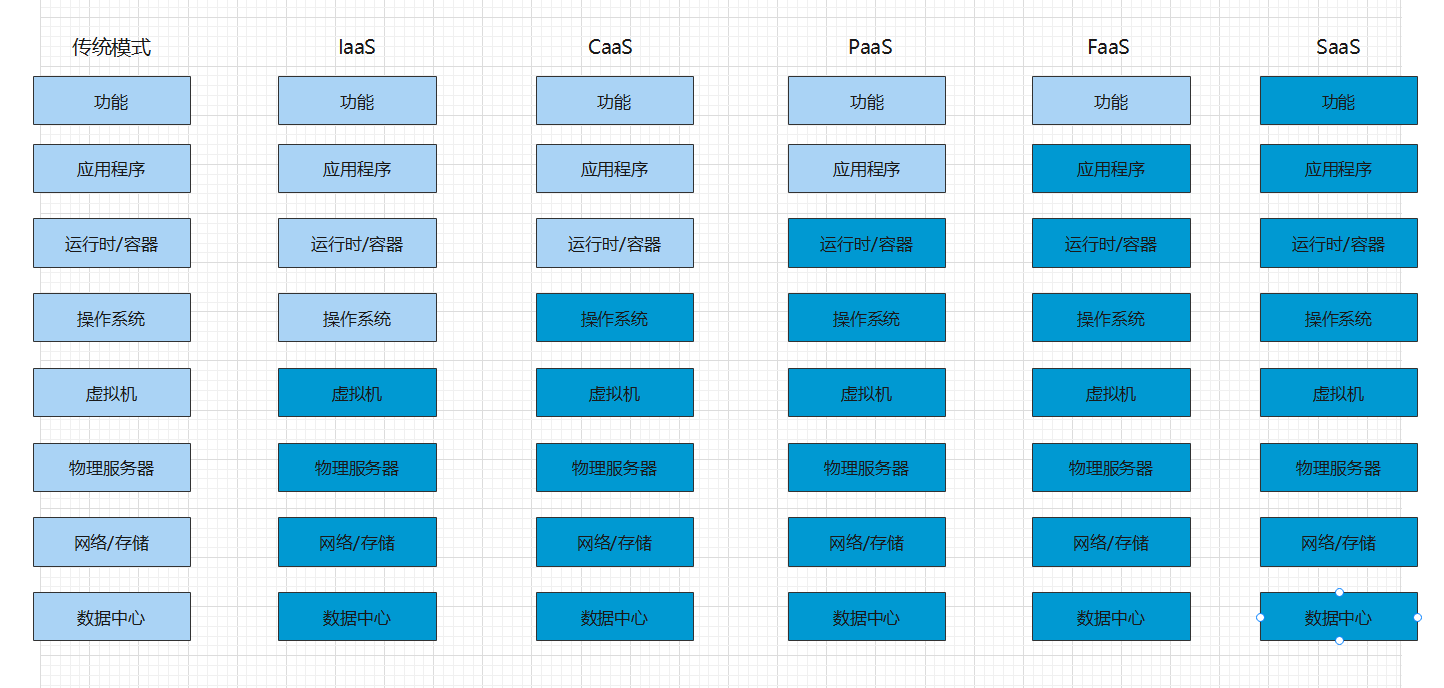 传统模式 IaaS CaaS PaaS FaaS SaaS
功能 功能 功能 功能 功能 功能
应用程序 应用程序 应用程序 应用程序 应用程序 应用程序
运行时/容器 运行时/容器 运行时/容器 运行时/容器 运行时/容器 运行时/容器
操作系统 操作系统 操作系统 操作系统 操作系统 操作系统
虚拟机 虚拟机 虚拟机 虚拟机 虚拟机 虚拟机
物理服务器 物理服务器 物理服务器 物理服务器 物理服务器 物理服务器
网络/存储 网络/存储 网络/存储 网络/存储 网络/存储 网络/存储
数据中心 数据中心 数据中心 数据中心 数据中心 数据中心